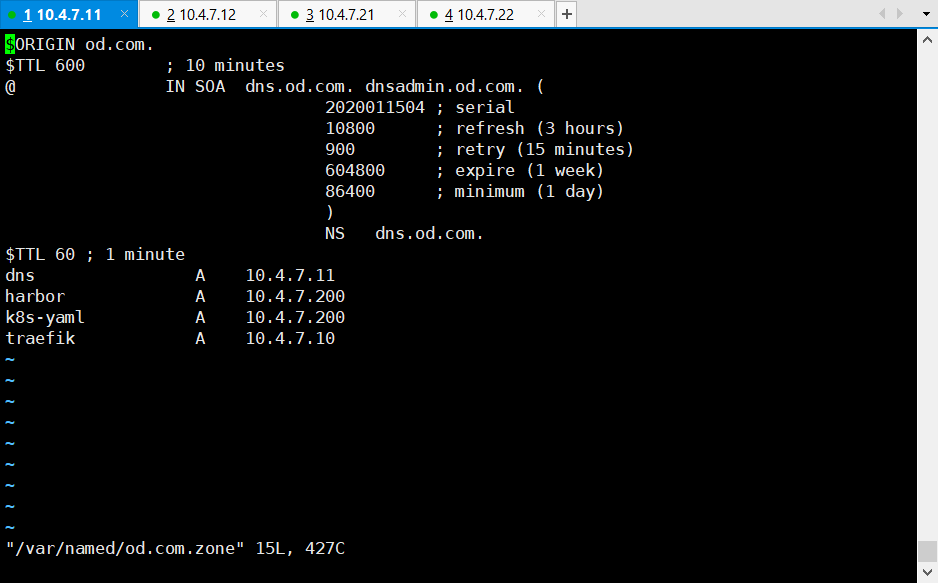 1 10.4.7.11 × 2 10.4.7.12 × 3 10.4.7.21 × 4 10.4.7.22 × +
$ORIGIN od.com.
$TTL 600        ; 10 minutes
@               IN SOA  dns.od.com. dnsadmin.od.com. (
                                2020011504 ; serial
                                10800      ; refresh (3 hours)
                                900        ; retry (15 minutes)
                                604800     ; expire (1 week)
                                86400      ; minimum (1 day)
                                )
                                NS   dns.od.com.
$TTL 60 ; 1 minute
dns                A    10.4.7.11
harbor             A    10.4.7.200
k8s-yaml           A    10.4.7.200
traefik            A    10.4.7.10
~
~
~
~
~
~
~
~
~
"/var/named/od.com.zone" 15L, 427C